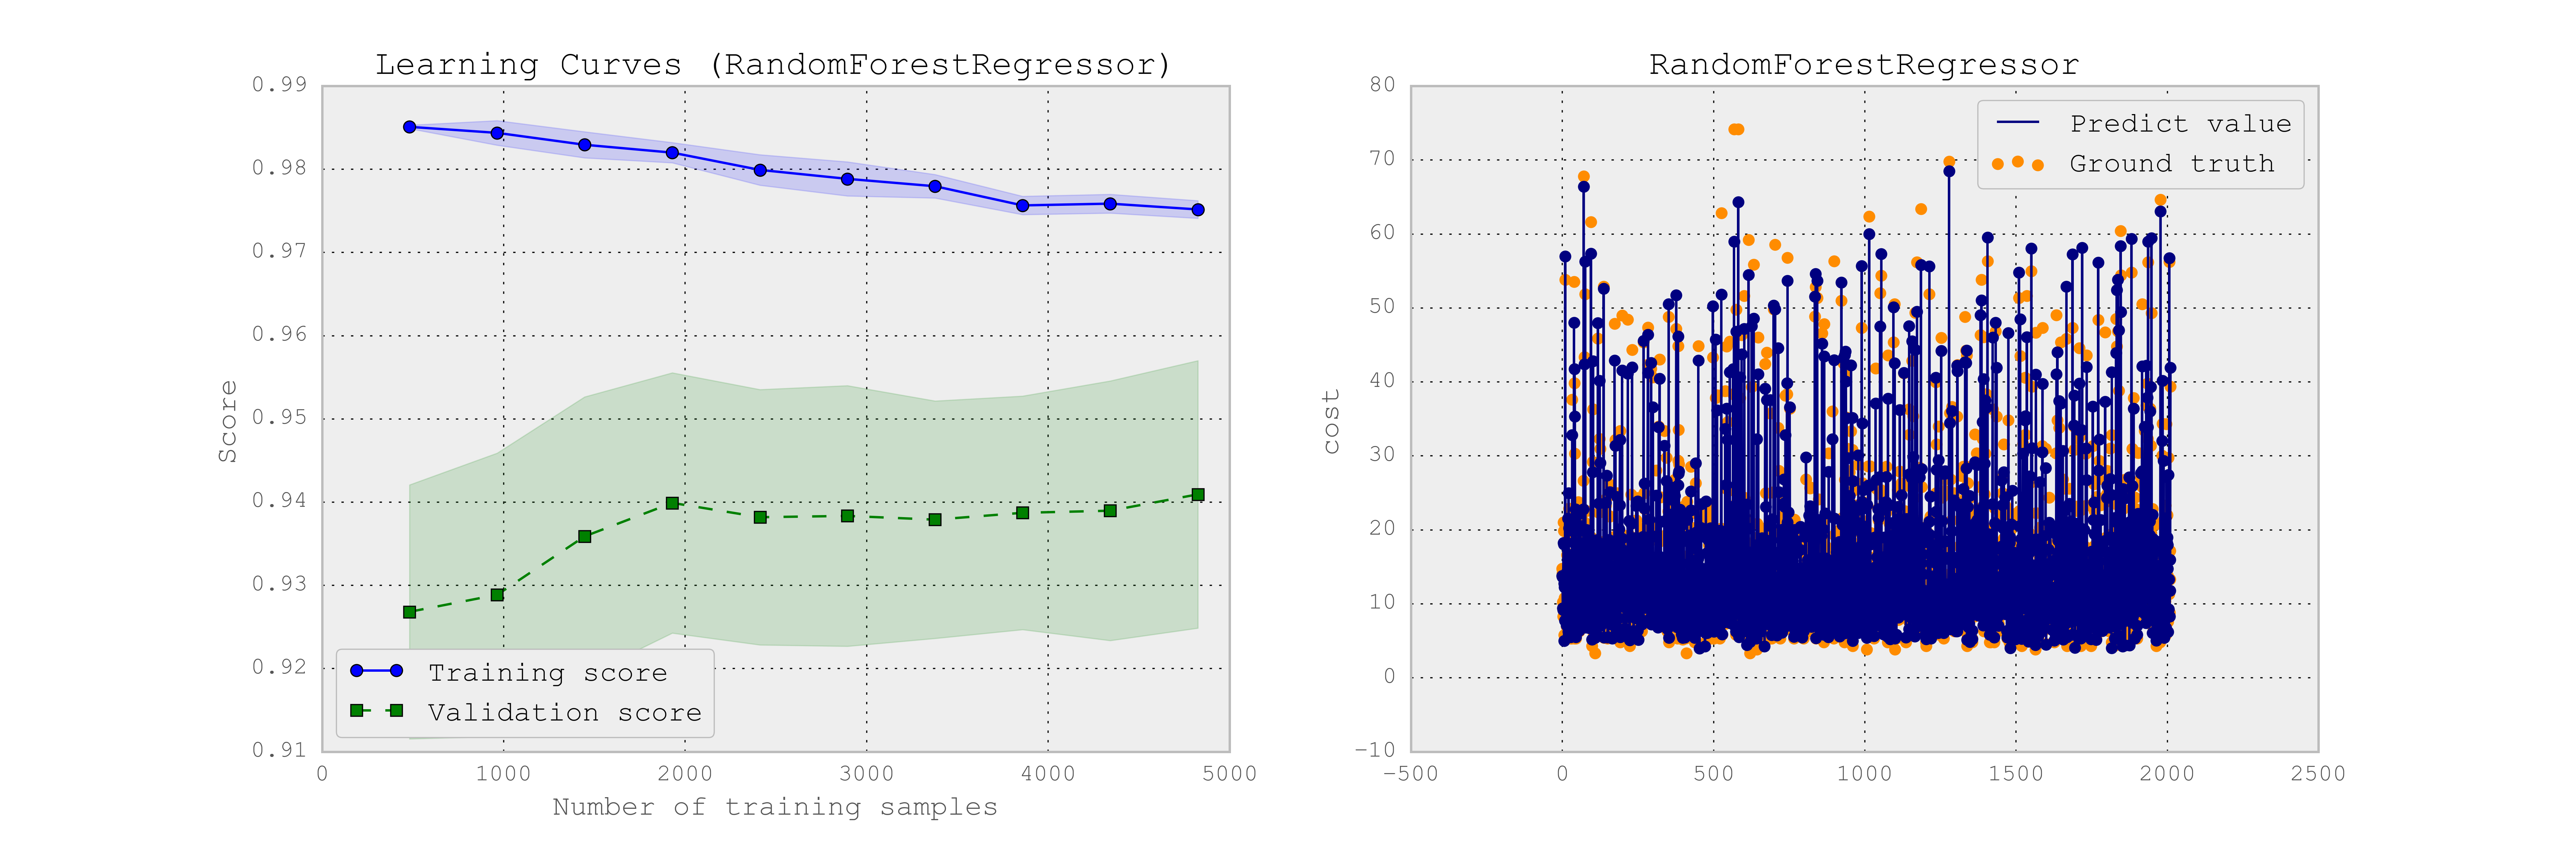 Learning Curves (RandomForestRegressor)
0.99
0.98
0.97
0.96
0.95
0.94
0.93
0.92
0.91
Score
Training score
Validation score
0 1000 2000 3000 4000 5000
Number of training samples
RandomForestRegressor
80
70
60
50
40
30
20
10
0
−10
cost
Predict value
Ground truth
−500 0 500 1000 1500 2000 2500